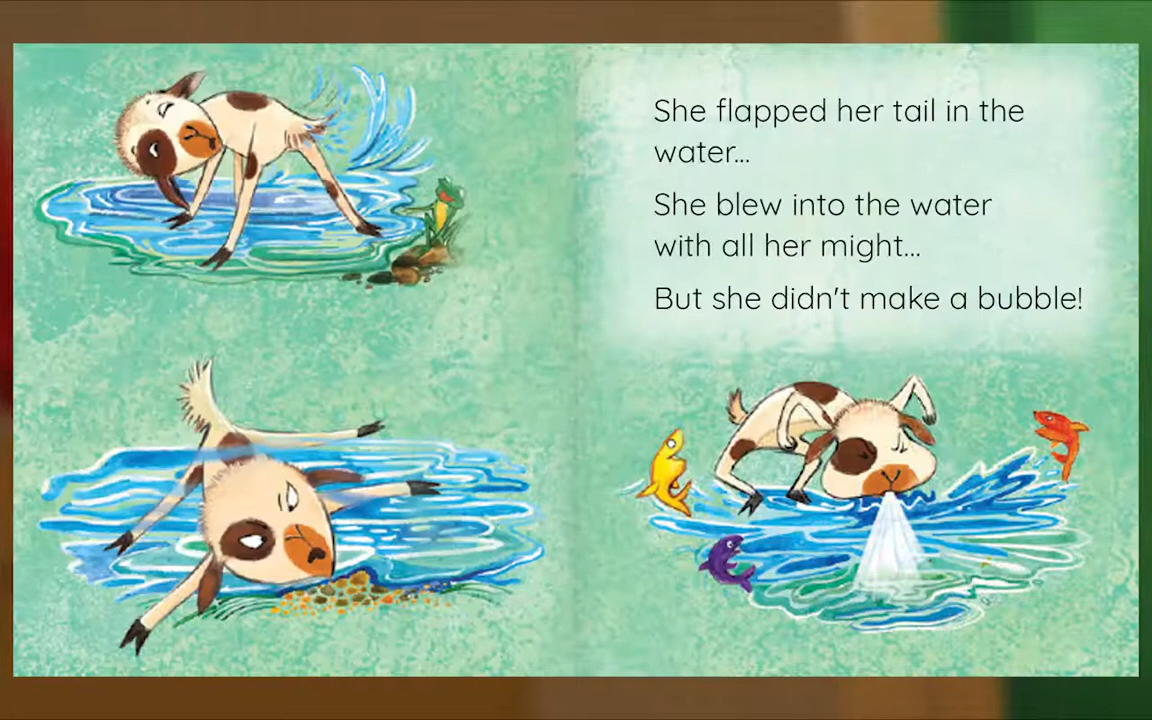 She flapped her tail in the
water...
She blew into the water
with all her might...
But she didn't make a bubble!